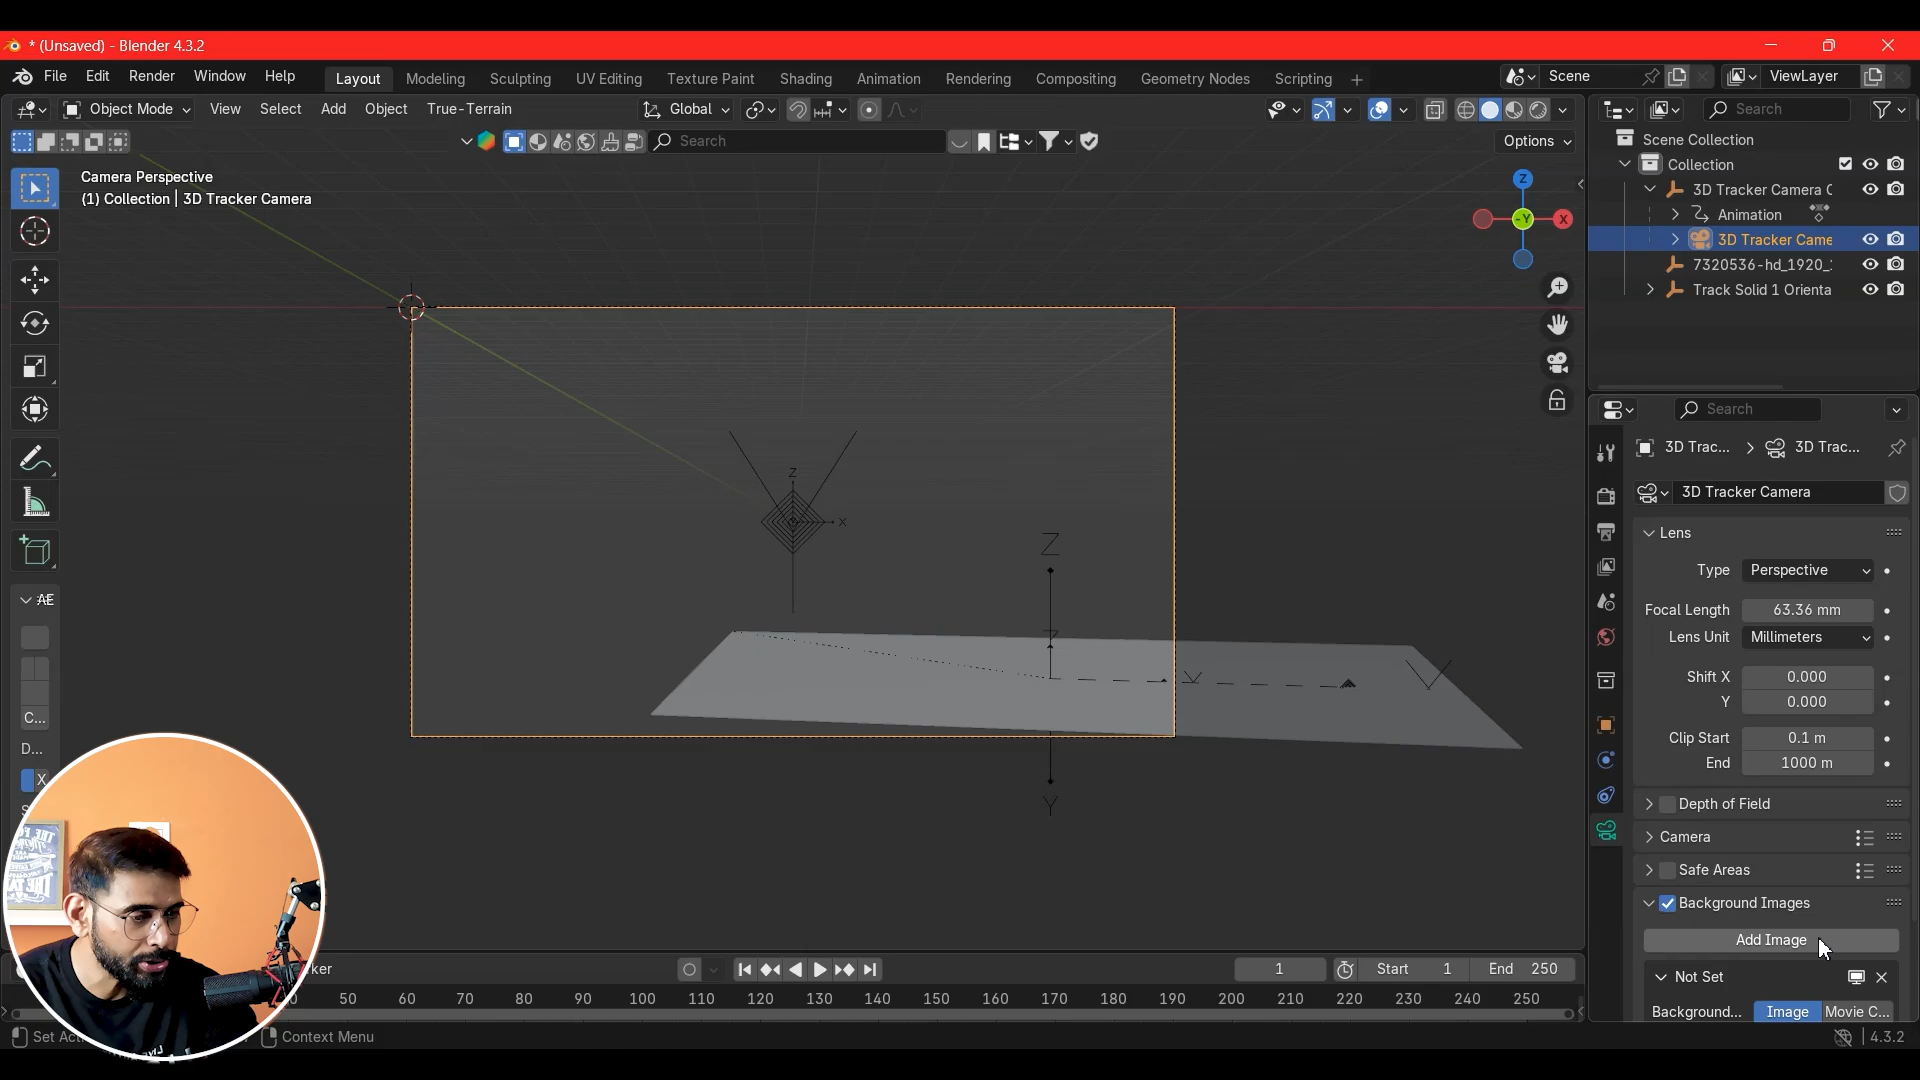 * (Unsaved) - Blender 4.3.2
File Edit Render Window Help
Layout Modeling Sculpting UV Editing Texture Paint Shading Animation Rendering Compositing Geometry Nodes Scripting
Scene
ViewLayer
Object Mode View Select Add Object True-Terrain
Global
Search
Search
Options
Camera Perspective
(1) Collection | 3D Tracker Camera
Z
X
-Y
Scene Collection
Collection
3D Tracker Camera C
Animation
3D Tracker Came
7320536-hd_1920_:
Track Solid 1 Orienta
Search
3D Trac... > 3D Trac...
3D Tracker Camera
Lens
Type Perspective
Focal Length 63.36 mm
Lens Unit Millimeters
Shift X 0.000
Y 0.000
Clip Start 0.1 m
End 1000 m
Depth of Field
Camera
Safe Areas
Background Images
Add Image
Not Set
Background... Image Movie C...
Z
X
Z
Y
AE
C...
D...
X
ker
1
Start 1
End 250
50 60 70 80 90 100 110 120 130 140 150 160 170 180 190 200 210 220 230 240 250
Set Act
Context Menu
4.3.2